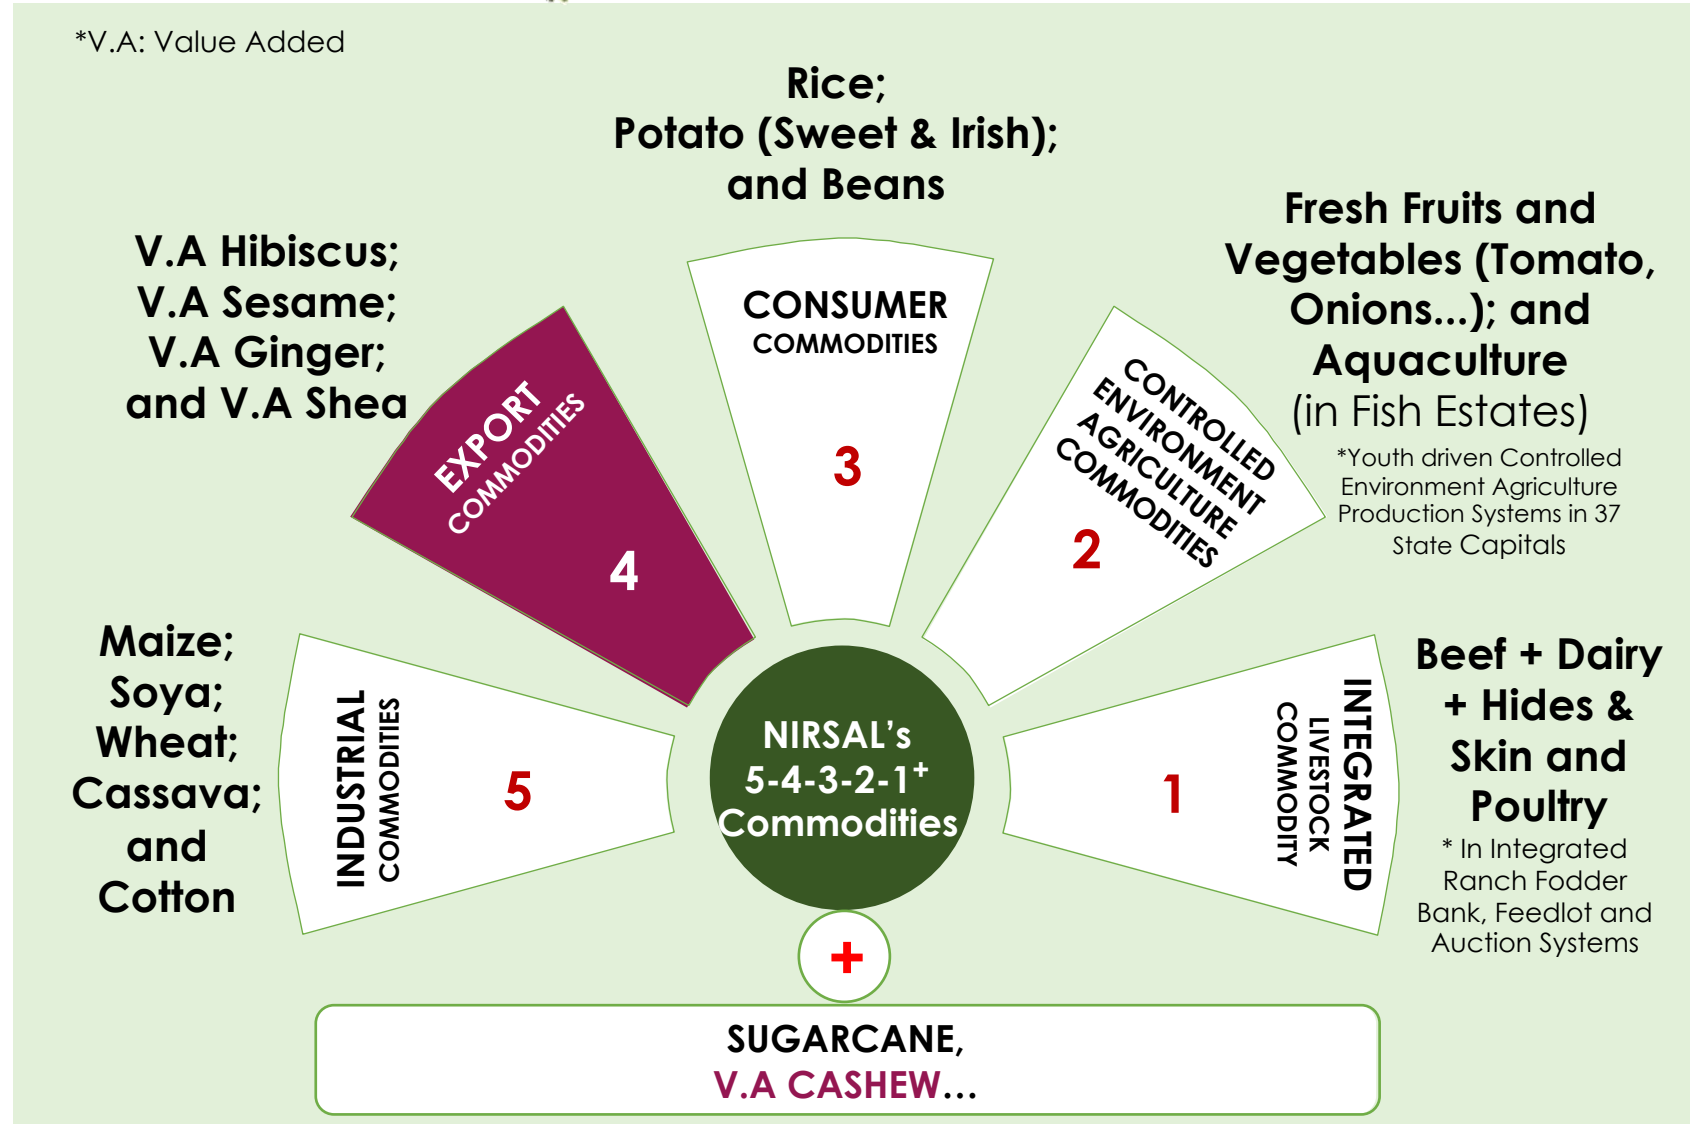 *V.A: Value Added
Rice;
Potato (Sweet & Irish);
and Beans
V.A Hibiscus;
V.A Sesame;
V.A Ginger;
and V.A Shea
Fresh Fruits and
Vegetables (Tomato,
Onions...); and
Aquaculture
(in Fish Estates)
*Youth driven Controlled
Environment Agriculture
Production Systems in 37
State Capitals
CONSUMER
COMMODITIES
3
EXPORT
COMMODITIES
4
CONTROLLED
ENVIRONMENT
AGRICULTURE
COMMODITIES
2
Maize;
Soya;
Wheat;
Cassava;
and
Cotton
INDUSTRIAL
COMMODITIES
5
NIRSAL’s
5-4-3-2-1⁺
Commodities
1
INTEGRATED
LIVESTOCK
COMMODITY
Beef + Dairy
+ Hides &
Skin and
Poultry
* In Integrated
Ranch Fodder
Bank, Feedlot and
Auction Systems
+
SUGARCANE,
V.A CASHEW...